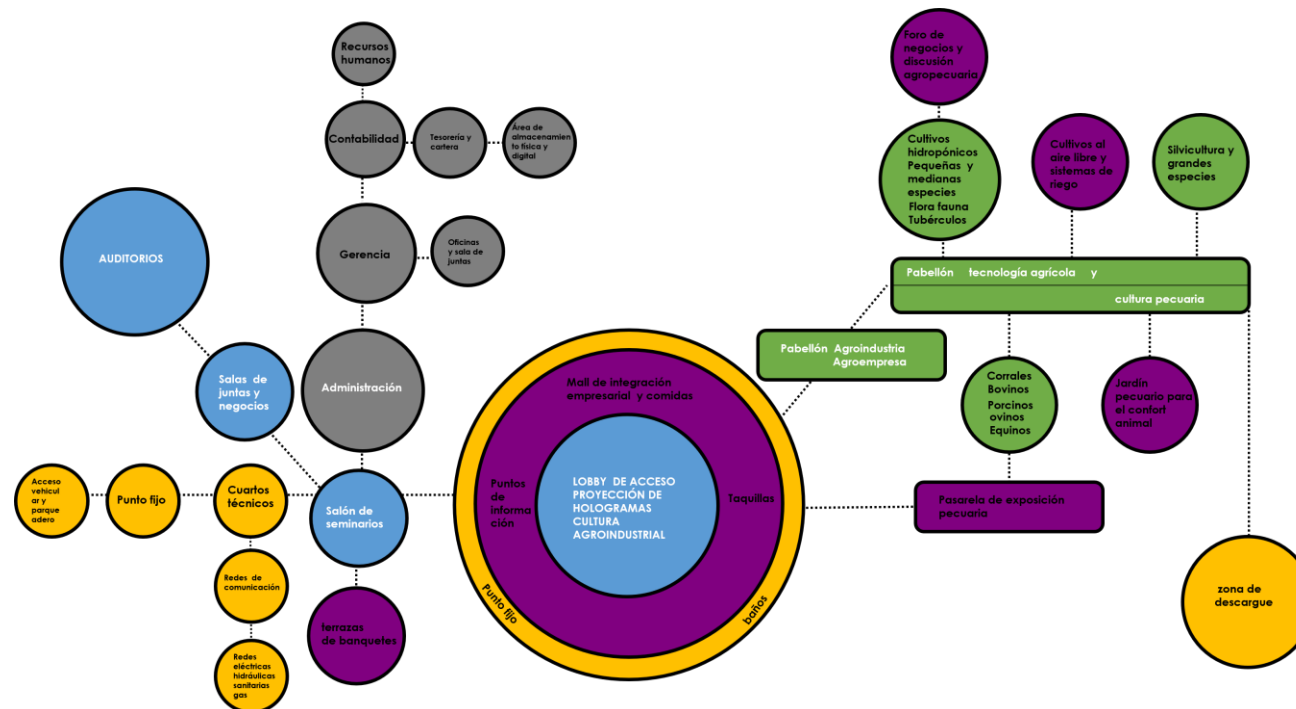 Recursos
humanos
Contabilidad
Tesorería y
cartera
Área de
almacenamien
to física y
digital
AUDITORIOS
Gerencia
Oficinas
y sala de
juntas
Salas de
juntas y
negocios
Administración
Acceso
vehicul
ar y
parque
adero
Punto fijo
Cuartos
técnicos
Salón de
seminarios
Redes de
comunicación
Redes
eléctricas
hidráulicas
sanitarias
gas
terrazas
de banquetes
Mall de integración
empresarial y comidas
Puntos
de
informa
ción
LOBBY DE ACCESO
PROYECCIÓN DE
HOLOGRAMAS
CULTURA
AGROINDUSTRIAL
Taquillas
Punto fijo
baños
Foro de
negocios y
discusión
agropecuaria
Cultivos
hidropónicos
Pequeñas y
medianas
especies
Flora fauna
Tubérculos
Cultivos al
aire libre y
sistemas de
riego
Silvicultura y
grandes
especies
Pabellón tecnología agrícola y
cultura pecuaria
Pabellón Agroindustria
Agroempresa
Corrales
Bovinos
Porcinos
ovinos
Equinos
Jardín
pecuario para
el confort
animal
Pasarela de exposición
pecuaria
zona de
descargue